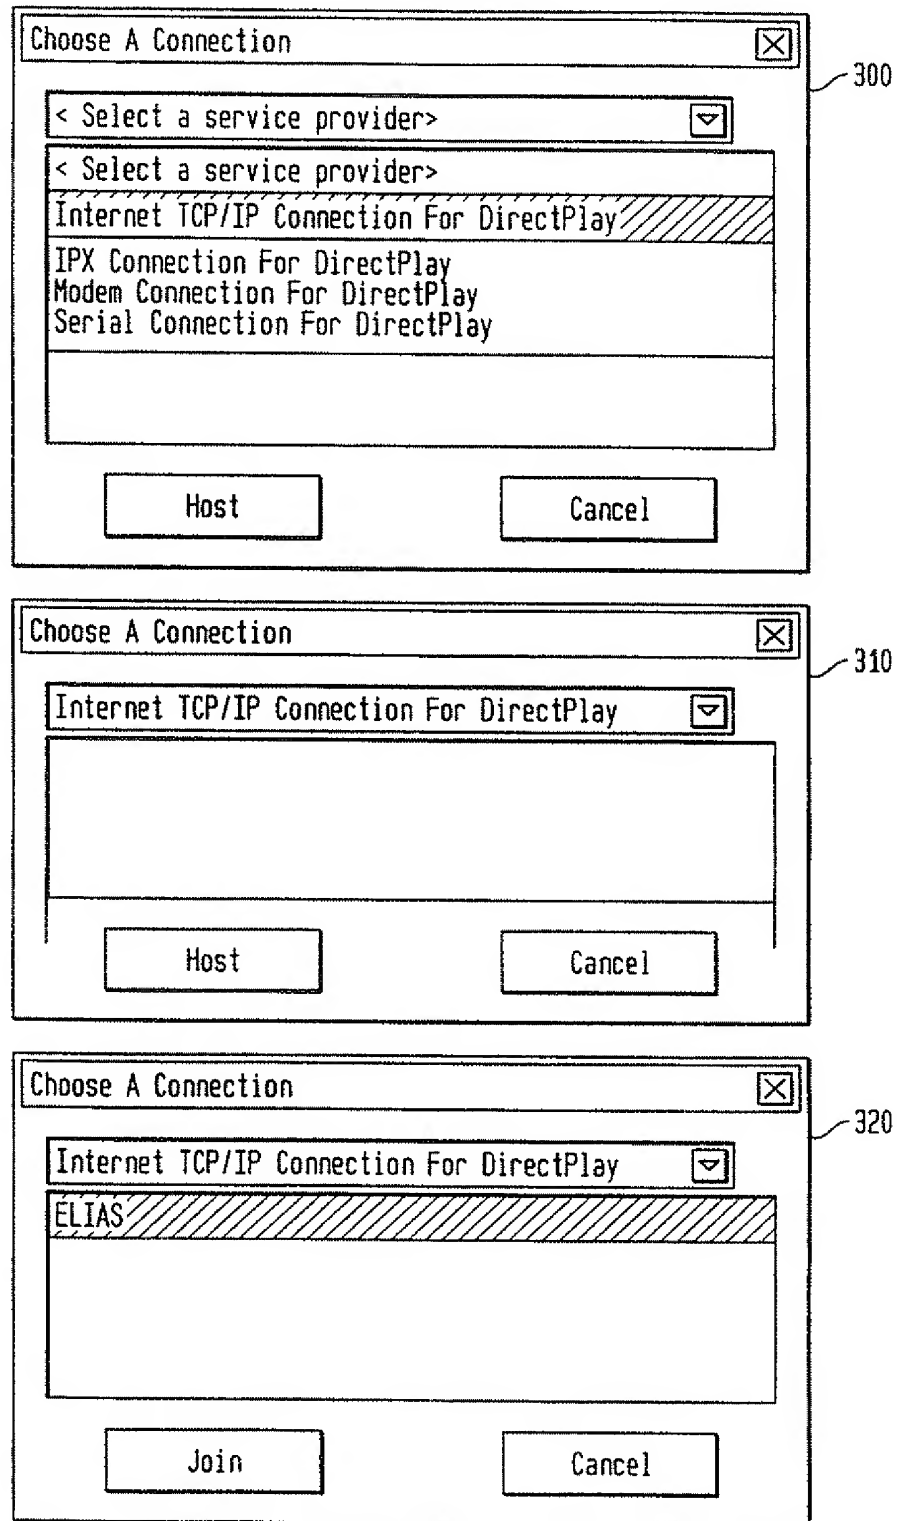 Choose A Connection
300
< Select a service provider>
< Select a service provider>
Internet TCP/IP Connection For DirectPlay
IPX Connection For DirectPlay
Modem Connection For DirectPlay
Serial Connection For DirectPlay
Host
Cancel
Choose A Connection
310
Internet TCP/IP Connection For DirectPlay
Host
Cancel
Choose A Connection
320
Internet TCP/IP Connection For DirectPlay
ELIAS
Join
Cancel